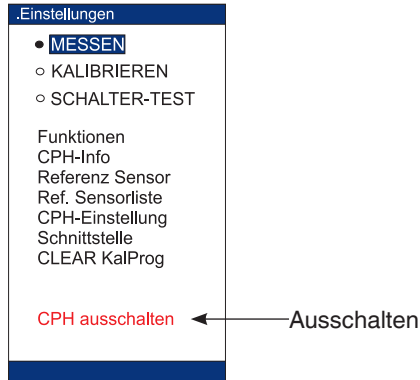 .Einstellungen
MESSEN
KALIBRIEREN
SCHALTER-TEST
Funktionen
CPH-Info
Referenz Sensor
Ref. Sensorliste
CPH-Einstellung
Schnittstelle
CLEAR KalProg
CPH ausschalten
Ausschalten